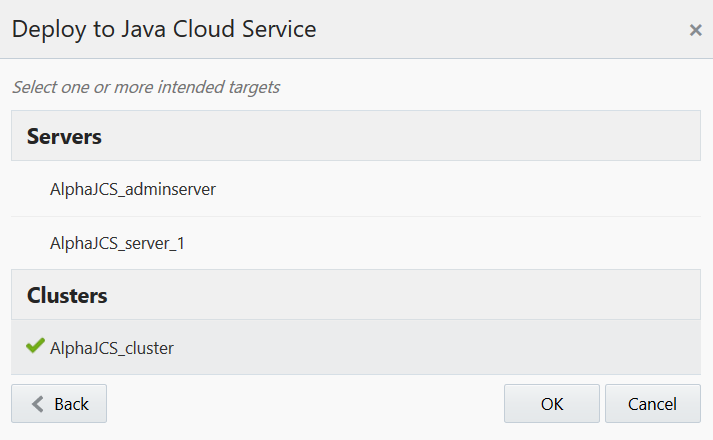 Deploy to Java Cloud Service
Select one or more intended targets
Servers
AlphaJCS_adminserver
AlphaJCS_server_1
Clusters
AlphaJCS_cluster
Back OK Cancel